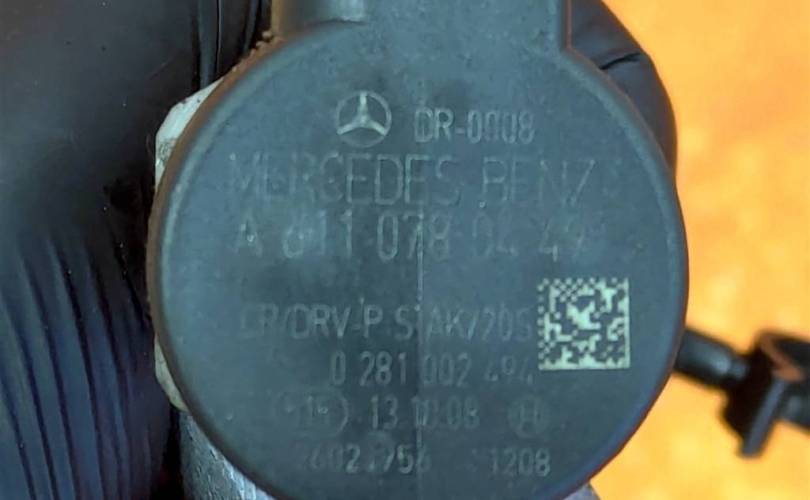 DR-0008
MERCEDES-BENZ
A 611 078 04 49
CR/DRV-P S AK/20S
0 281 002 494
13.10.08
1208